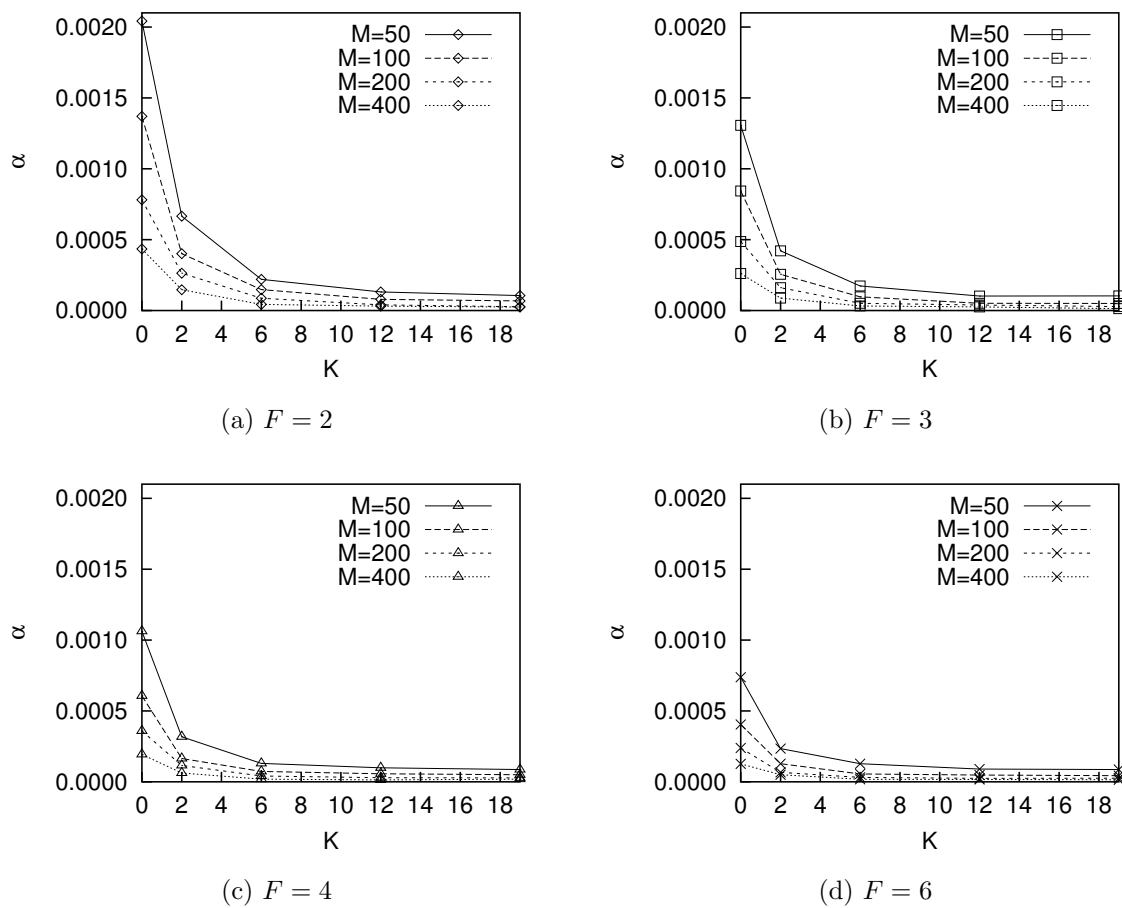 0.0020
0.0015
0.0010
0.0005
0.0000
α
M=50
M=100
M=200
M=400
0 2 4 6 8 10 12 14 16 18
K
(a) F = 2
0.0020
0.0015
0.0010
0.0005
0.0000
α
M=50
M=100
M=200
M=400
0 2 4 6 8 10 12 14 16 18
K
(b) F = 3
0.0020
0.0015
0.0010
0.0005
0.0000
α
M=50
M=100
M=200
M=400
0 2 4 6 8 10 12 14 16 18
K
(c) F = 4
0.0020
0.0015
0.0010
0.0005
0.0000
α
M=50
M=100
M=200
M=400
0 2 4 6 8 10 12 14 16 18
K
(d) F = 6